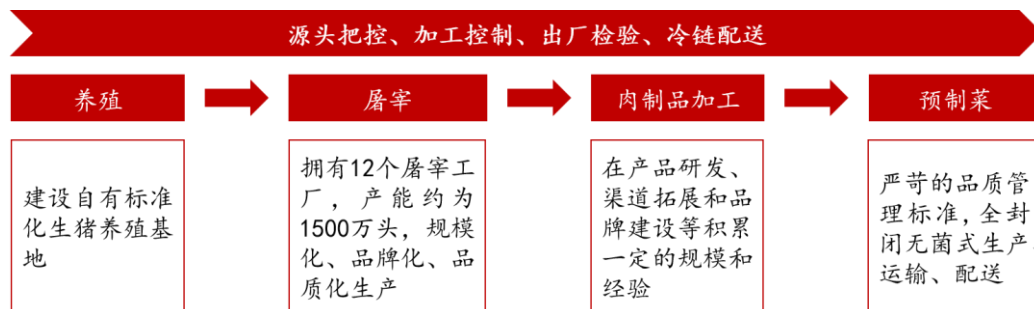 源头把控、加工控制、出厂检验、冷链配送
养殖
屠宰
肉制品加工
预制菜
建设自有标准
化生猪养殖基
地
拥有12个屠宰工
厂，产能约为
1500万头，规模
化、品牌化、品
质化生产
在产品研发、
渠道拓展和品
牌建设等积累
一定的规模和
经验
严苛的品质管
理标准，全封
闭无菌式生产、
运输、配送